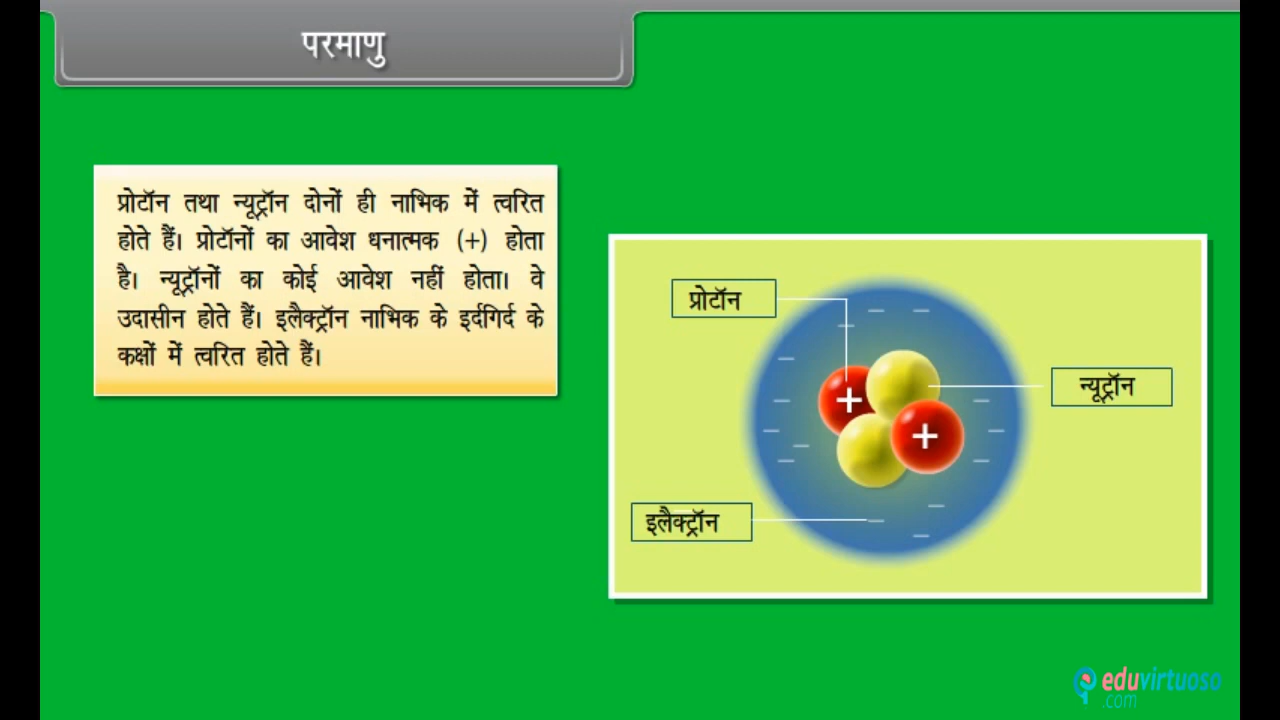 परमाणु
प्रोटॉन तथा न्यूट्रॉन दोनों ही नाभिक में त्वरित
होते हैं। प्रोटॉनों का आवेश धनात्मक (+) होता
है। न्यूट्रॉनों का कोई आवेश नहीं होता। वे
उदासीन होते हैं। इलैक्ट्रॉन नाभिक के इर्दगिर्द के
कक्षों में त्वरित होते हैं।
प्रोटॉन
न्यूट्रॉन
+
+
इलैक्ट्रॉन
eduvirtuoso
.com